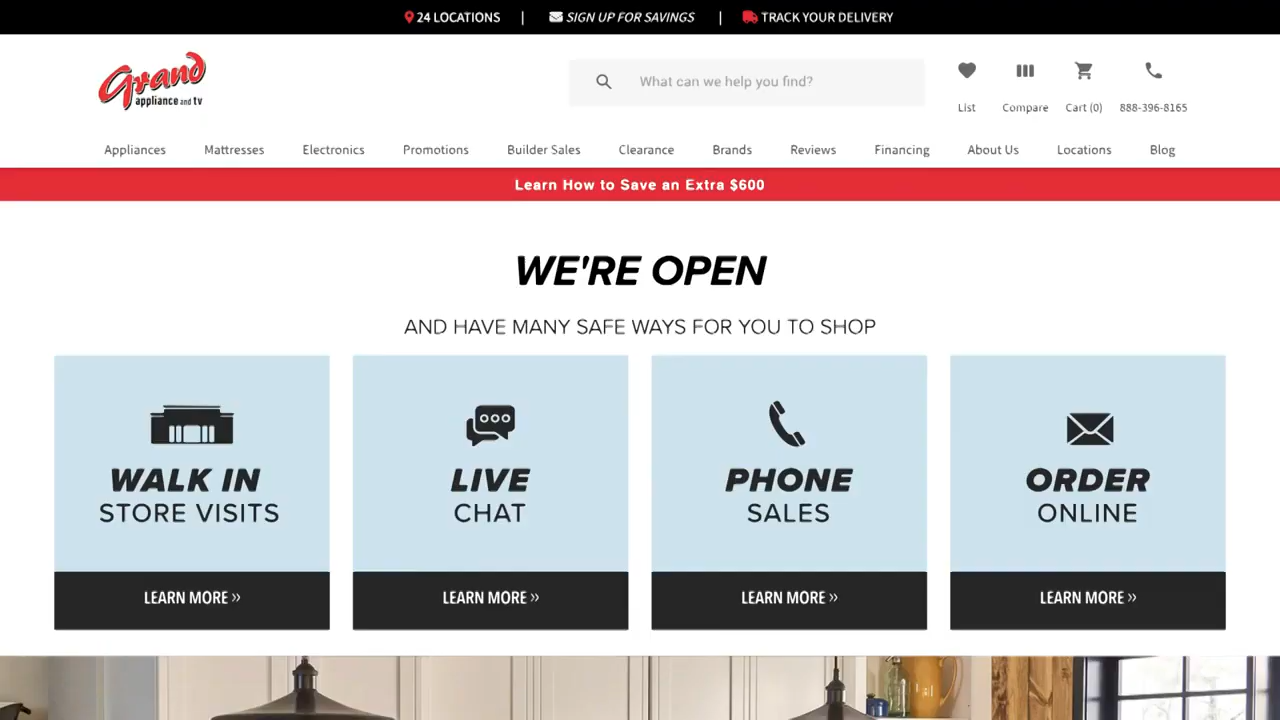 24 LOCATIONS | SIGN UP FOR SAVINGS | TRACK YOUR DELIVERY
Grand
appliance and tv
What can we help you find?
List Compare Cart (0) 888-396-8165
Appliances Mattresses Electronics Promotions Builder Sales Clearance Brands Reviews Financing About Us Locations Blog
Learn How to Save an Extra $600
WE'RE OPEN
AND HAVE MANY SAFE WAYS FOR YOU TO SHOP
WALK IN
STORE VISITS
LEARN MORE »
LIVE
CHAT
LEARN MORE »
PHONE
SALES
LEARN MORE »
ORDER
ONLINE
LEARN MORE »